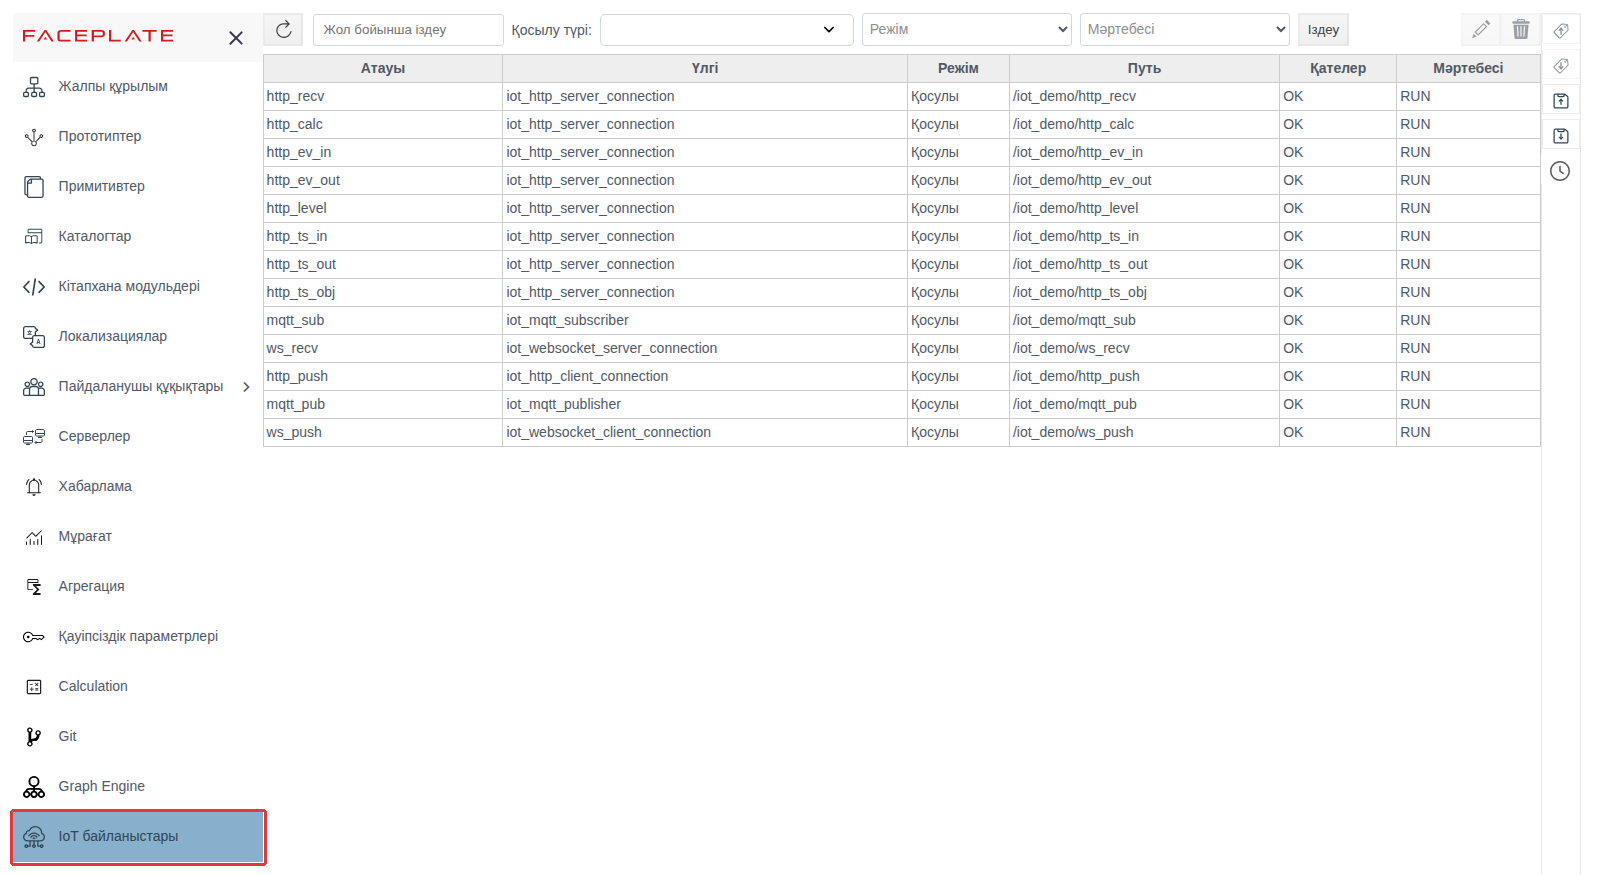 FACEPLATE
Жол бойынша іздеу Қосылу түрі: Режім Мәртебесі Іздеу
Жалпы құрылым
Прототиптер
Примитивтер
Каталогтар
Кітапхана модульдері
Локализациялар
Пайдаланушы құқықтары
Серверлер
Хабарлама
Мұрағат
Агрегация
Қауіпсіздік параметрлері
Calculation
Git
Graph Engine
IoT байланыстары
Атауы Үлгі Режім Путь Қателер Мәртебесі
http_recv iot_http_server_connection Қосулы /iot_demo/http_recv OK RUN
http_calc iot_http_server_connection Қосулы /iot_demo/http_calc OK RUN
http_ev_in iot_http_server_connection Қосулы /iot_demo/http_ev_in OK RUN
http_ev_out iot_http_server_connection Қосулы /iot_demo/http_ev_out OK RUN
http_level iot_http_server_connection Қосулы /iot_demo/http_level OK RUN
http_ts_in iot_http_server_connection Қосулы /iot_demo/http_ts_in OK RUN
http_ts_out iot_http_server_connection Қосулы /iot_demo/http_ts_out OK RUN
http_ts_obj iot_http_server_connection Қосулы /iot_demo/http_ts_obj OK RUN
mqtt_sub iot_mqtt_subscriber Қосулы /iot_demo/mqtt_sub OK RUN
ws_recv iot_websocket_server_connection Қосулы /iot_demo/ws_recv OK RUN
http_push iot_http_client_connection Қосулы /iot_demo/http_push OK RUN
mqtt_pub iot_mqtt_publisher Қосулы /iot_demo/mqtt_pub OK RUN
ws_push iot_websocket_client_connection Қосулы /iot_demo/ws_push OK RUN